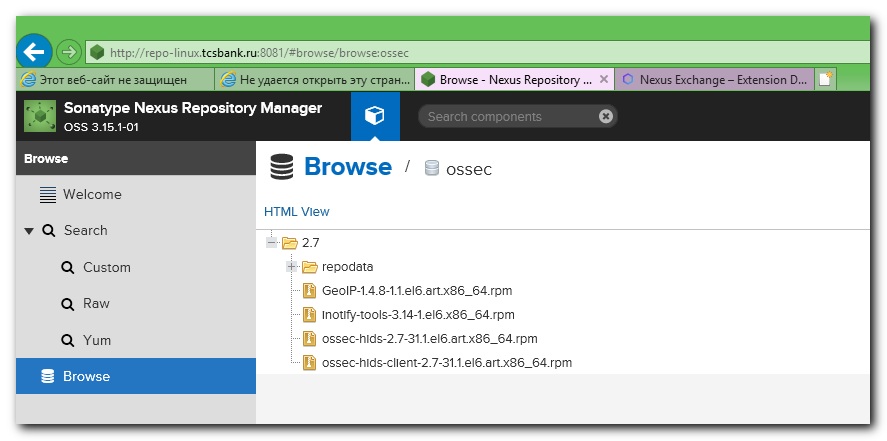 http://repo-linux.tcsbank.ru:8081/#browse/browse:ossec
Этот веб-сайт не защищен
Не удается открыть эту стран...
Browse - Nexus Repository ...
Nexus Exchange – Extension D...
Sonatype Nexus Repository Manager
OSS 3.15.1-01
Search components
Browse
Welcome
Search
Custom
Raw
Yum
Browse
Browse / ossec
HTML View
2.7
repodata
GeoIP-1.4.8-1.1.el6.art.x86_64.rpm
inotify-tools-3.14-1.el6.art.x86_64.rpm
ossec-hids-2.7-31.1.el6.art.x86_64.rpm
ossec-hids-client-2.7-31.1.el6.art.x86_64.rpm